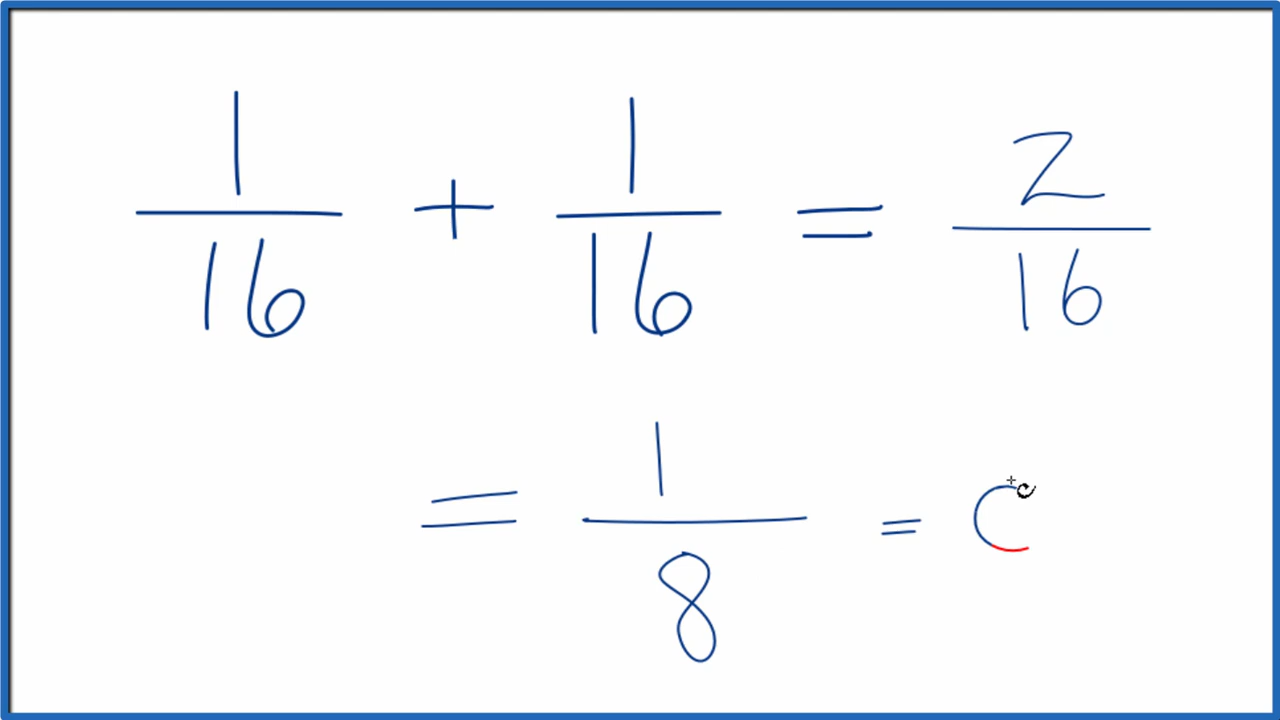 1/16 + 1/16 = 2/16
= 1/8 =